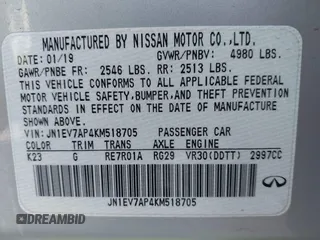 MANUFACTURED BY NISSAN MOTOR CO.,LTD.
DATE: 01/19 GVWR/PNBV: 4980 LBS.
GAWR/PNBE FR: 2546 LBS. RR: 2513 LBS.
THIS VEHICLE CONFORMS TO ALL APPLICABLE FEDERAL
MOTOR VEHICLE SAFETY, BUMPER, AND THEFT PREVENTION
STANDARDS IN EFFECT ON THE DATE OF MANUFACTURE
SHOWN ABOVE.
VIN: JN1EV7AP4KM518705 PASSENGER CAR
COLOR TRIM TRANS. AXLE ENGINE
K23 G RE7R01A RG29 VR30(DDTT) 2997CC
JN1EV7AP4KM518705
INFINITI
©DREAMBID